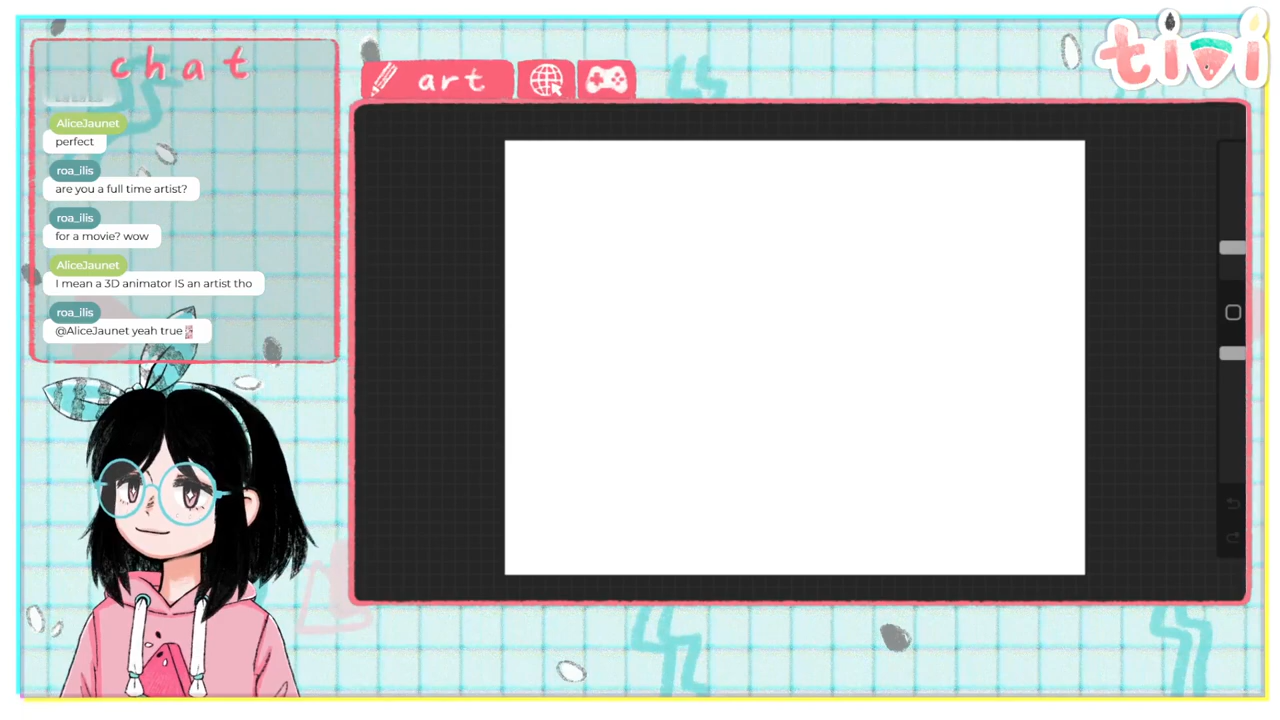 chat
AliceJaunet
perfect
roa_ilis
are you a full time artist?
roa_ilis
for a movie? wow
AliceJaunet
I mean a 3D animator IS an artist tho
roa_ilis
@AliceJaunet yeah true
art
tivi